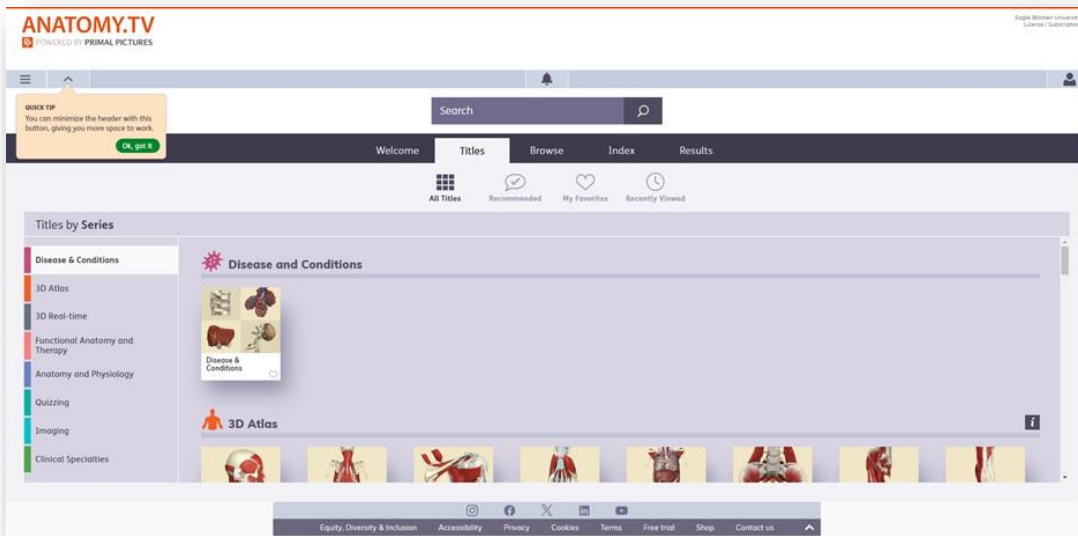 ANATOMY.TV
POWERED BY PRIMAL PICTURES
License / Subscription
QUICK TIP
You can minimize the header with this
button, giving you more space to work.
Ok, got it
Search
Welcome
Titles
Browse
Index
Results
All Titles
Recommended
My Favorites
Recently Viewed
Titles by Series
Disease & Conditions
3D Atlas
3D Real-time
Functional Anatomy and
Therapy
Anatomy and Physiology
Quizzing
Imaging
Clinical Specialties
Disease and Conditions
Disease &
Conditions
3D Atlas
i
Equity, Diversity & Inclusion
Accessibility
Privacy
Cookies
Terms
Free trial
Shop
Contact us